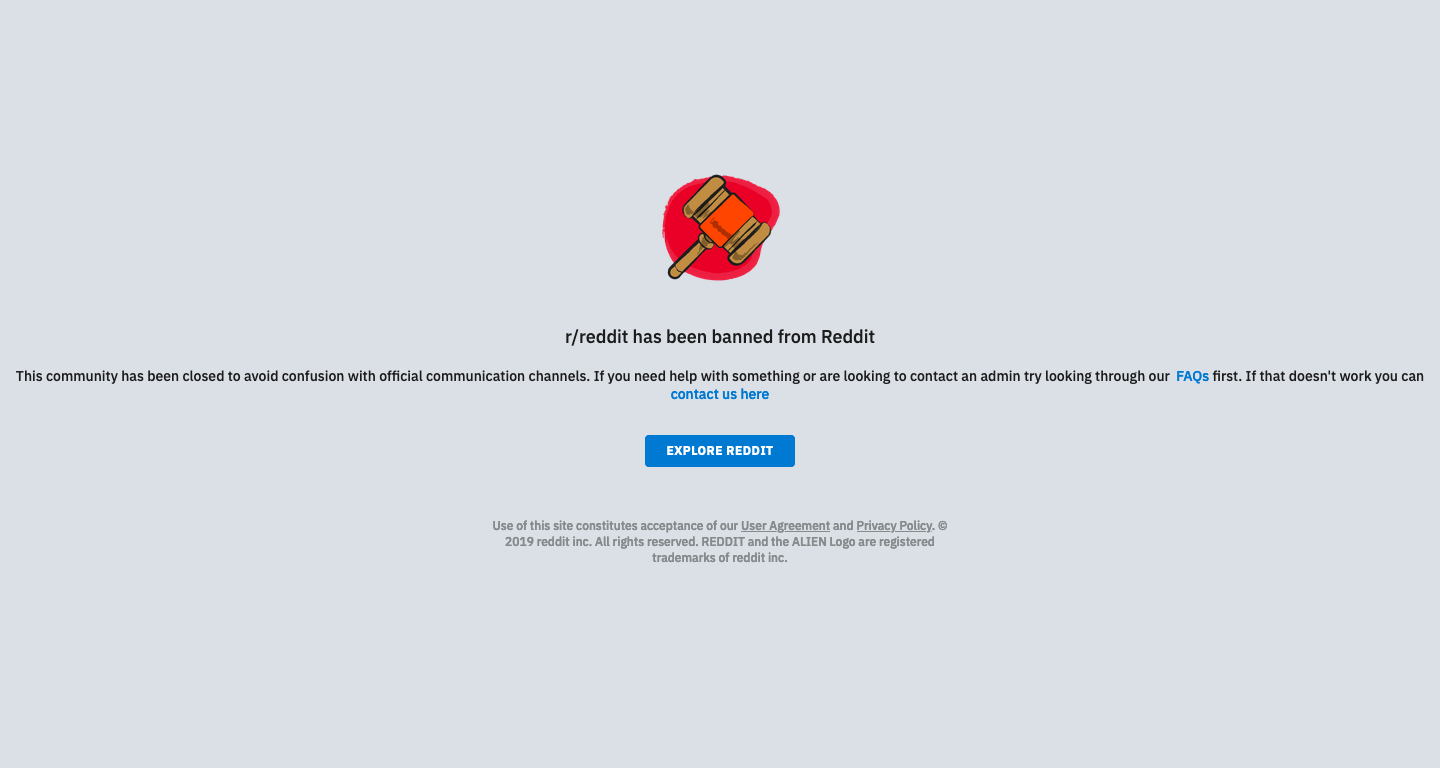 r/reddit has been banned from Reddit
This community has been closed to avoid confusion with official communication channels. If you need help with something or are looking to contact an admin try looking through our FAQs first. If that doesn't work you can
contact us here
EXPLORE REDDIT
Use of this site constitutes acceptance of our User Agreement and Privacy Policy. ©
2019 reddit inc. All rights reserved. REDDIT and the ALIEN Logo are registered
trademarks of reddit inc.